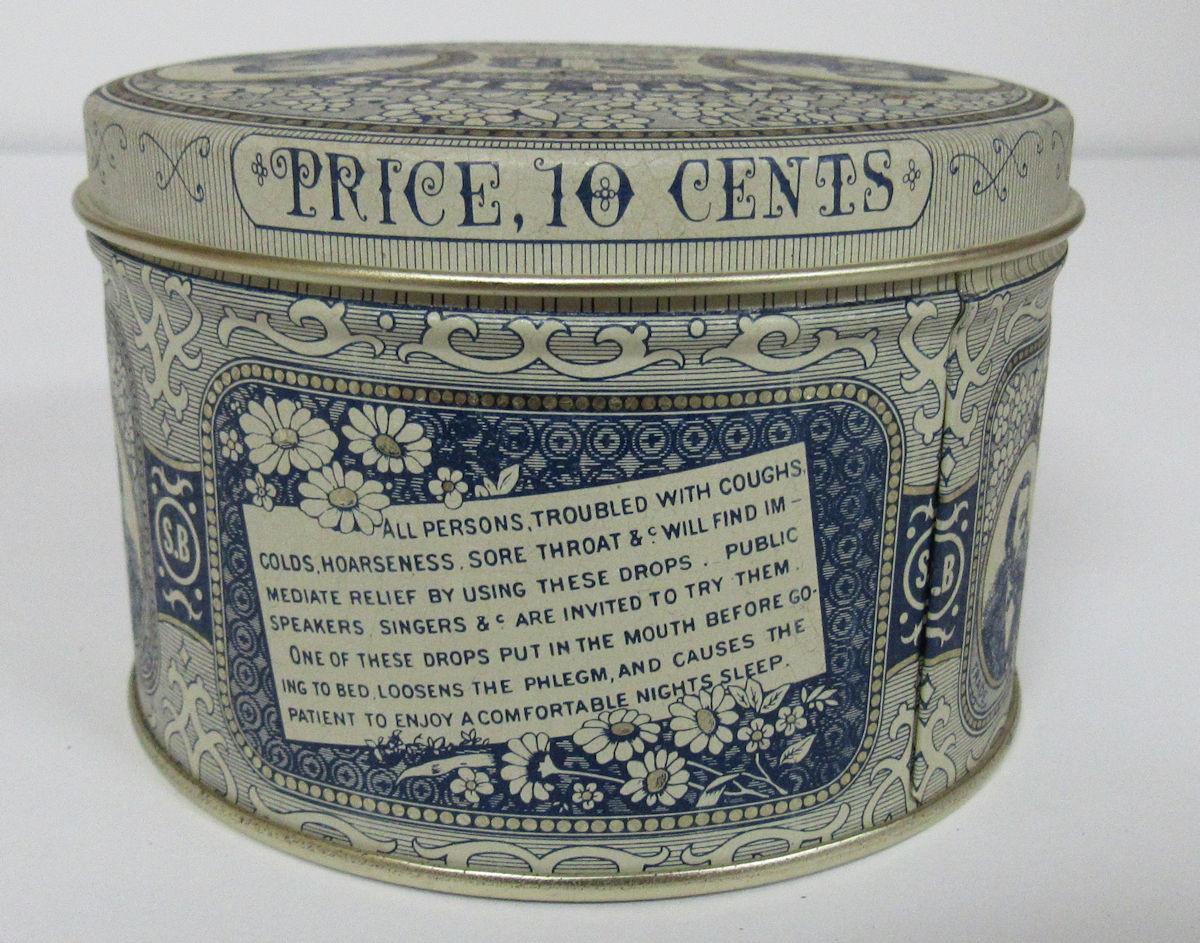 SMITH BROS
PRICE, 10 CENTS
ALL PERSONS, TROUBLED WITH COUGHS,
COLDS, HOARSENESS. SORE THROAT & c WILL FIND IM-
MEDIATE RELIEF BY USING THESE DROPS. PUBLIC
SPEAKERS SINGERS & c ARE INVITED TO TRY THEM.
ONE OF THESE DROPS PUT IN THE MOUTH BEFORE GO-
ING TO BED, LOOSENS THE PHLEGM, AND CAUSES THE
PATIENT TO ENJOY A COMFORTABLE NIGHTS SLEEP.
S.B
S B